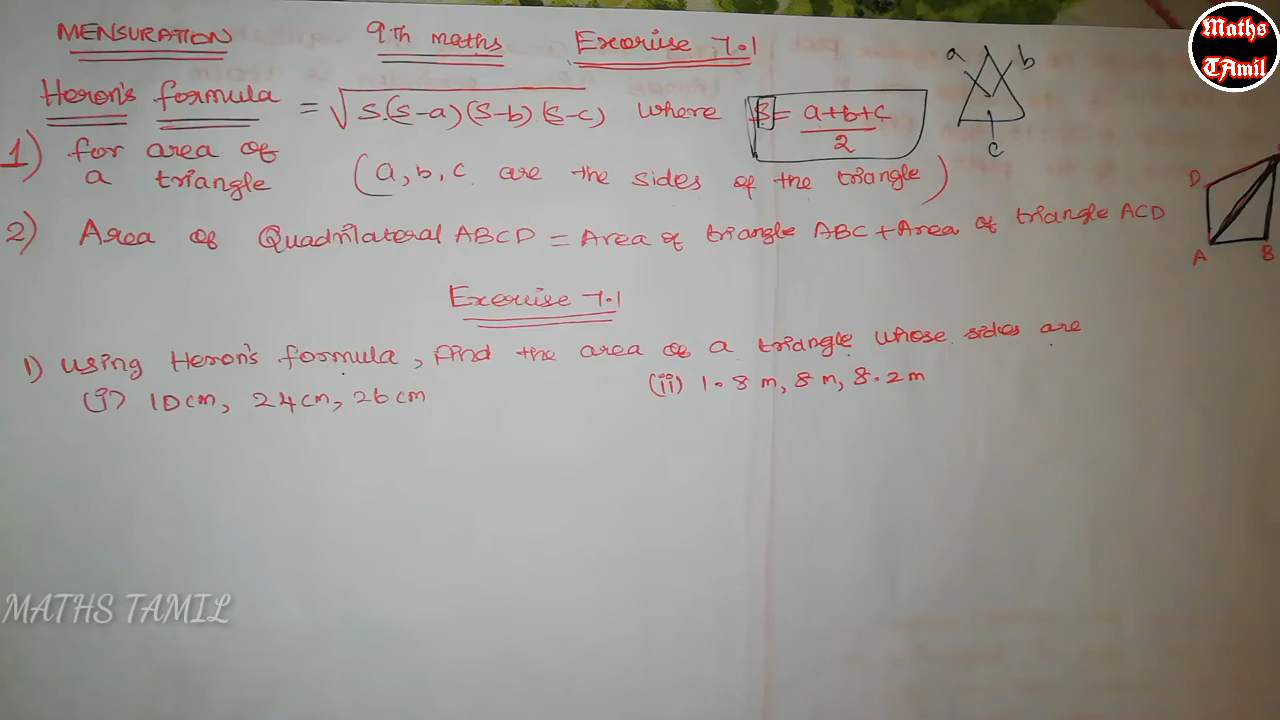 MENSURATION 9th maths Exercise 7.1
Heron's formula = √s(s-a)(s-b)(s-c) where s = a+b+c
2
1) for area of
a triangle (a, b, c are the sides of the triangle)
2) Area of Quadrilateral ABCD = Area of triangle ABC + Area of triangle ACD
Exercise 7.1
1) Using Heron's formula, find the area of a triangle whose sides are
(i) 10cm, 24cm, 26cm (ii) 1.8 m, 8 m, 8.2 m
a b
c
D
A B
Maths
TAmil
MATHS TAMIL